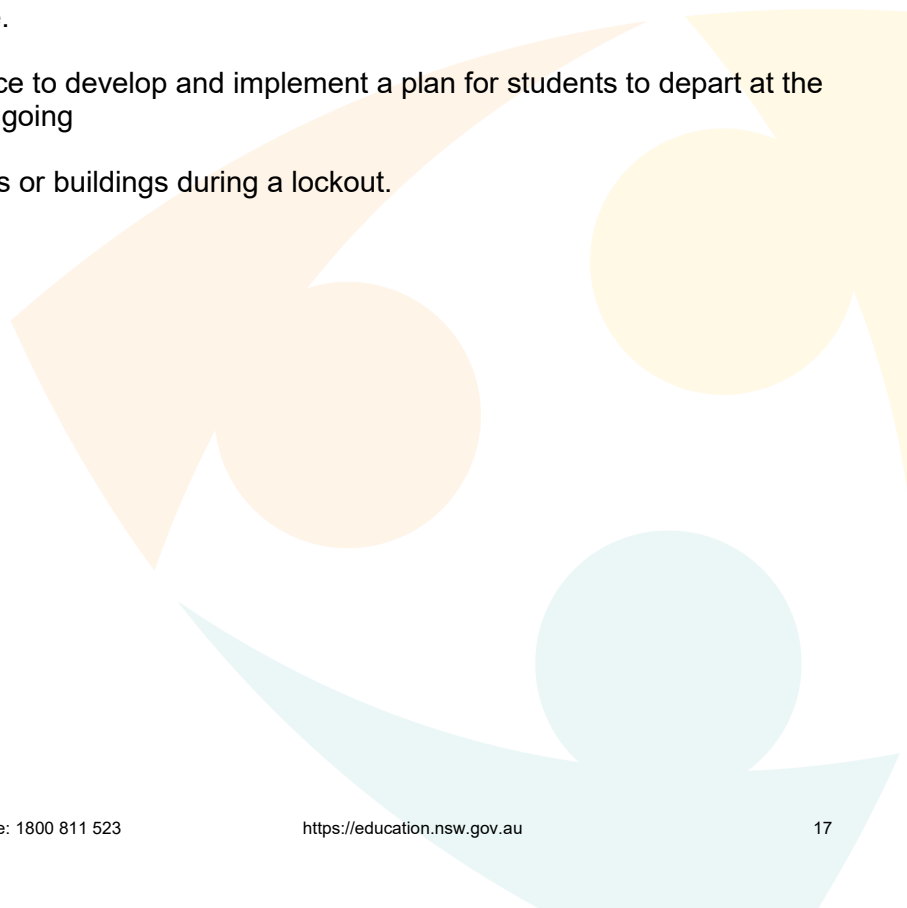 .
ce to develop and implement a plan for students to depart at the
going
s or buildings during a lockout.
e: 1800 811 523 https://education.nsw.gov.au 17